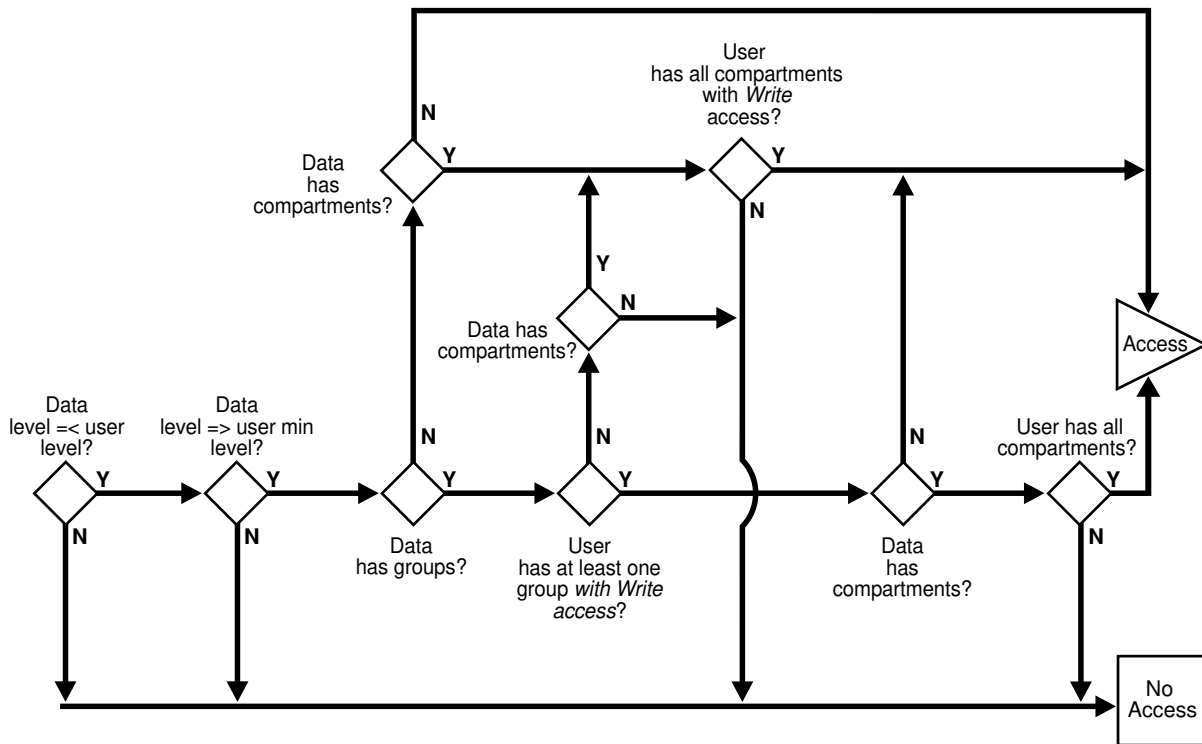 User
has all compartments
with Write
access?
N
Y
Y
N
Data
has
compartments?
Y
N
Data has
compartments?
Access
Data
level =< user
level?
Data
level => user min
level?
User has all
compartments?
N
N
N
Y
Y
Y
Y
Y
Y
N
N
N
Data
has groups?
User
has at least one
group with Write
access?
Data
has
compartments?
No
Access